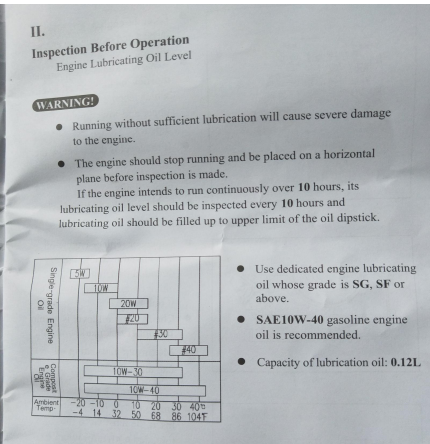 II.
Inspection Before Operation
Engine Lubricating Oil Level
WARNING!
● Running without sufficient lubrication will cause severe damage
to the engine.
● The engine should stop running and be placed on a horizontal
plane before inspection is made.
If the engine intends to run continuously over 10 hours, its
lubricating oil level should be inspected every 10 hours and
lubricating oil should be filled up to upper limit of the oil dipstick.
Single-grade Engine
Oil
5W
10W
20W
#20
#30
#40
Composit
e Grade
Engine
Oil
10W-30
10W-40
Ambient
Temp·
-20 -10 0 10 20 30 40℃
-4 14 32 50 68 86 104℉
● Use dedicated engine lubricating
oil whose grade is SG, SF or
above.
● SAE10W-40 gasoline engine
oil is recommended.
● Capacity of lubrication oil: 0.12L